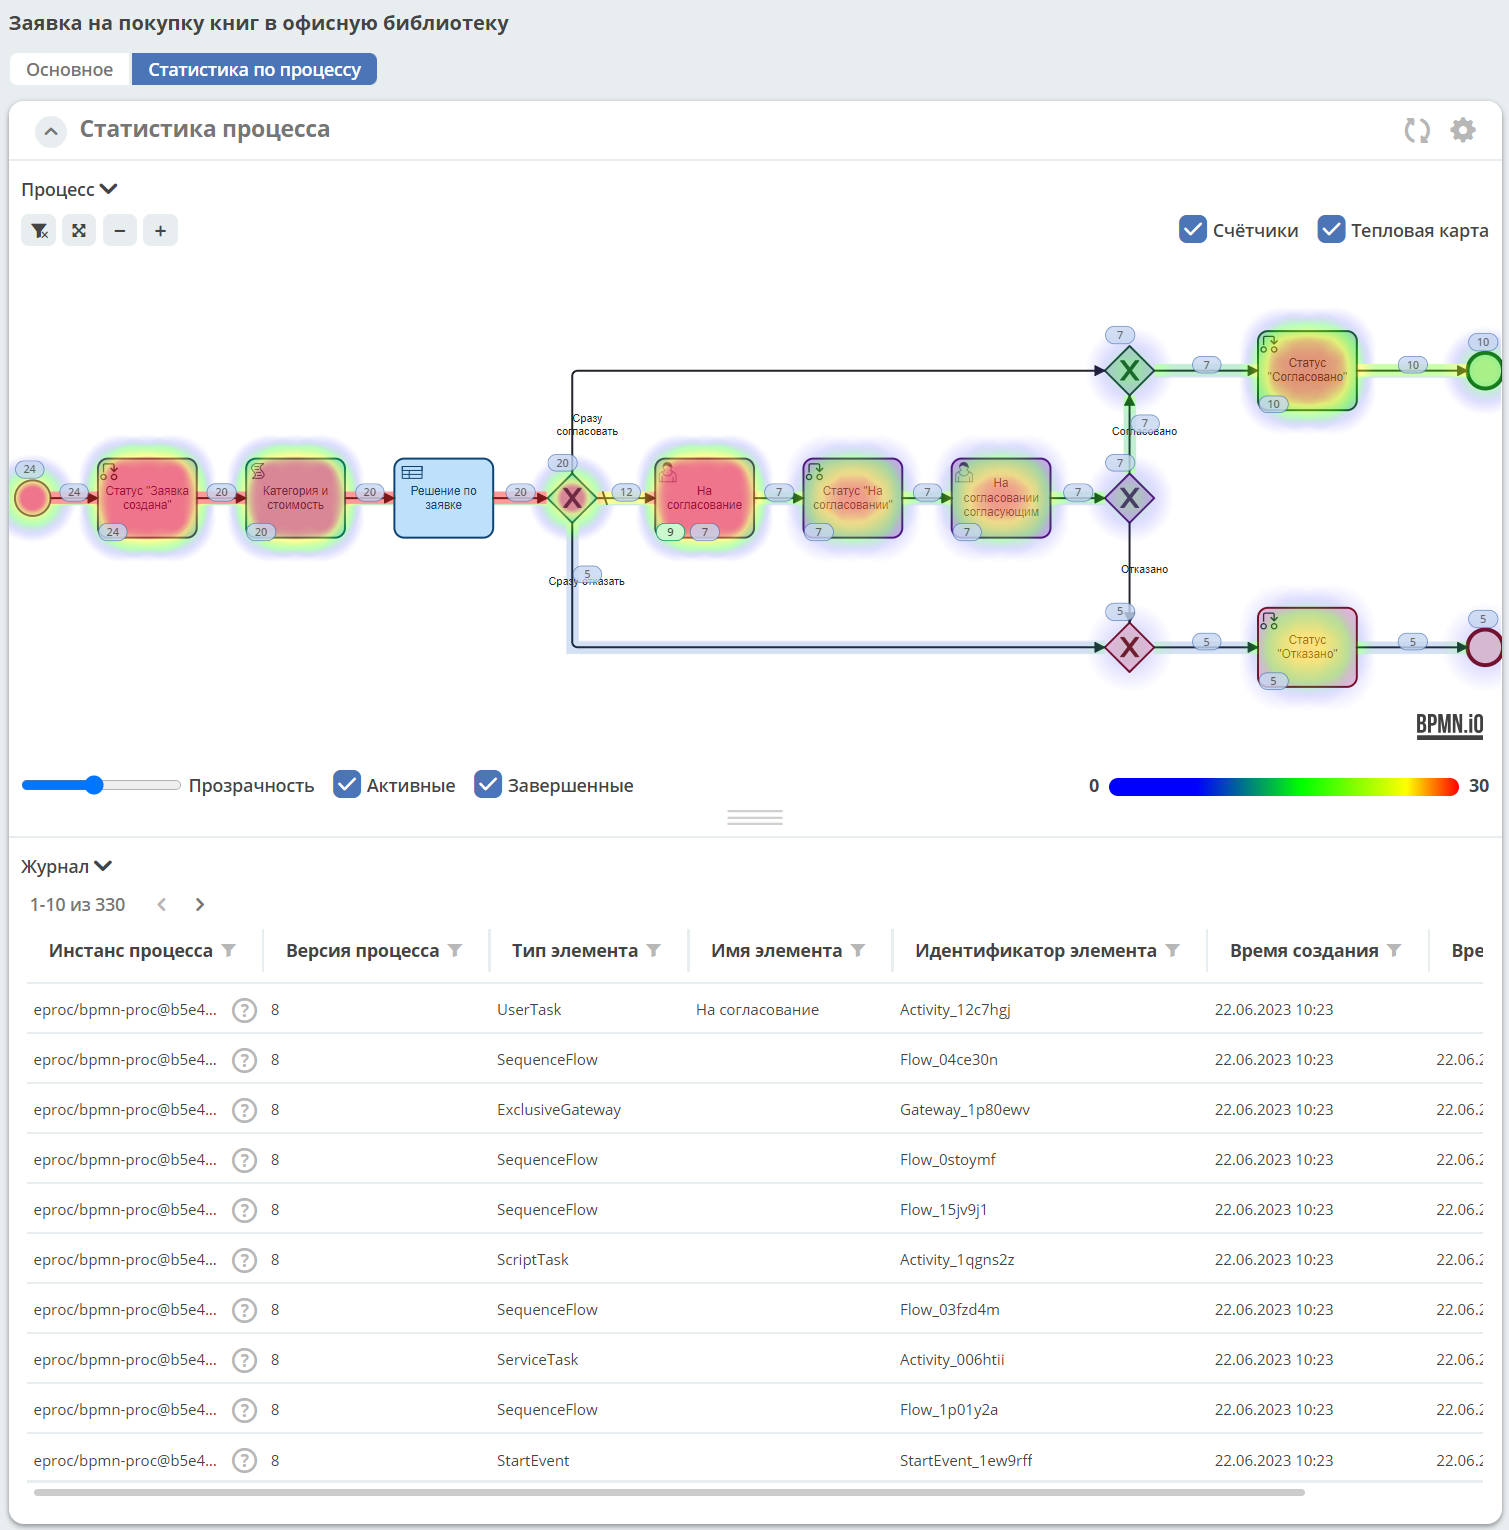 Заявка на покупку книг в офисную библиотеку
Основное
Статистика по процессу
Статистика процесса
Процесс
Счётчики
Тепловая карта
7
7
10
10
Статус
"Согласовано"
10
Сразу
согласовать
7
Согласовано
24
24
20
20
20
20
12
7
7
7
7
Статус "Заявка
создана"
24
Категория и
стоимость
20
Решение по
заявке
На
согласование
9
7
Статус "На
согласовании"
7
На
согласовании
согласующим
7
5
Сразу отказать
Отказано
5
5
5
5
Статус
"Отказано"
5
BPMN.iO
Прозрачность
Активные
Завершенные
0
30
Журнал
1-10 из 330
Инстанс процесса
Версия процесса
Тип элемента
Имя элемента
Идентификатор элемента
Время создания
Вре
eproc/bpmn-proc@b5e4... ? 8 UserTask На согласование Activity_12c7hgj 22.06.2023 10:23
eproc/bpmn-proc@b5e4... ? 8 SequenceFlow Flow_04ce30n 22.06.2023 10:23 22.06.2
eproc/bpmn-proc@b5e4... ? 8 ExclusiveGateway Gateway_1p80ewv 22.06.2023 10:23 22.06.2
eproc/bpmn-proc@b5e4... ? 8 SequenceFlow Flow_0stoymf 22.06.2023 10:23 22.06.2
eproc/bpmn-proc@b5e4... ? 8 SequenceFlow Flow_15jv9j1 22.06.2023 10:23 22.06.2
eproc/bpmn-proc@b5e4... ? 8 ScriptTask Activity_1qgns2z 22.06.2023 10:23 22.06.2
eproc/bpmn-proc@b5e4... ? 8 SequenceFlow Flow_03fzd4m 22.06.2023 10:23 22.06.2
eproc/bpmn-proc@b5e4... ? 8 ServiceTask Activity_006htii 22.06.2023 10:23 22.06.2
eproc/bpmn-proc@b5e4... ? 8 SequenceFlow Flow_1p01y2a 22.06.2023 10:23 22.06.2
eproc/bpmn-proc@b5e4... ? 8 StartEvent StartEvent_1ew9rff 22.06.2023 10:23 22.06.2